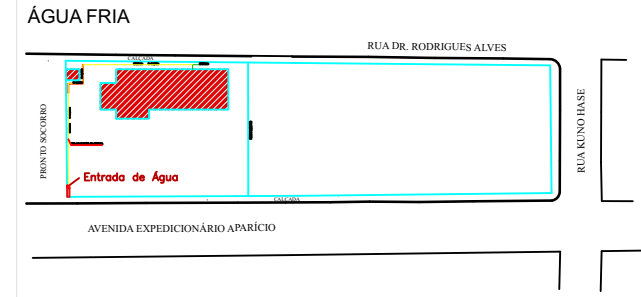 ÁGUA FRIA
RUA DR. RODRIGUES ALVES
CALÇADA
PRONTO SOCORRO
RUA KUNO HASE
Entrada de Água
CALÇADA
AVENIDA EXPEDICIONÁRIO APARÍCIO